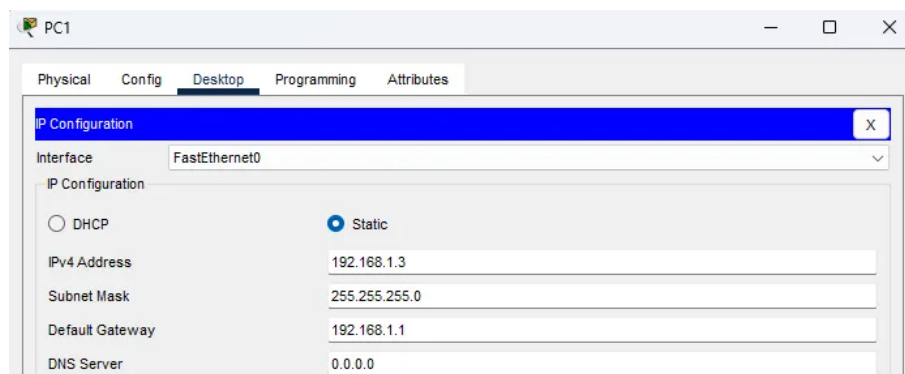 PC1
Physical Config Desktop Programming Attributes
IP Configuration X
Interface FastEthernet0
IP Configuration
DHCP Static
IPv4 Address 192.168.1.3
Subnet Mask 255.255.255.0
Default Gateway 192.168.1.1
DNS Server 0.0.0.0